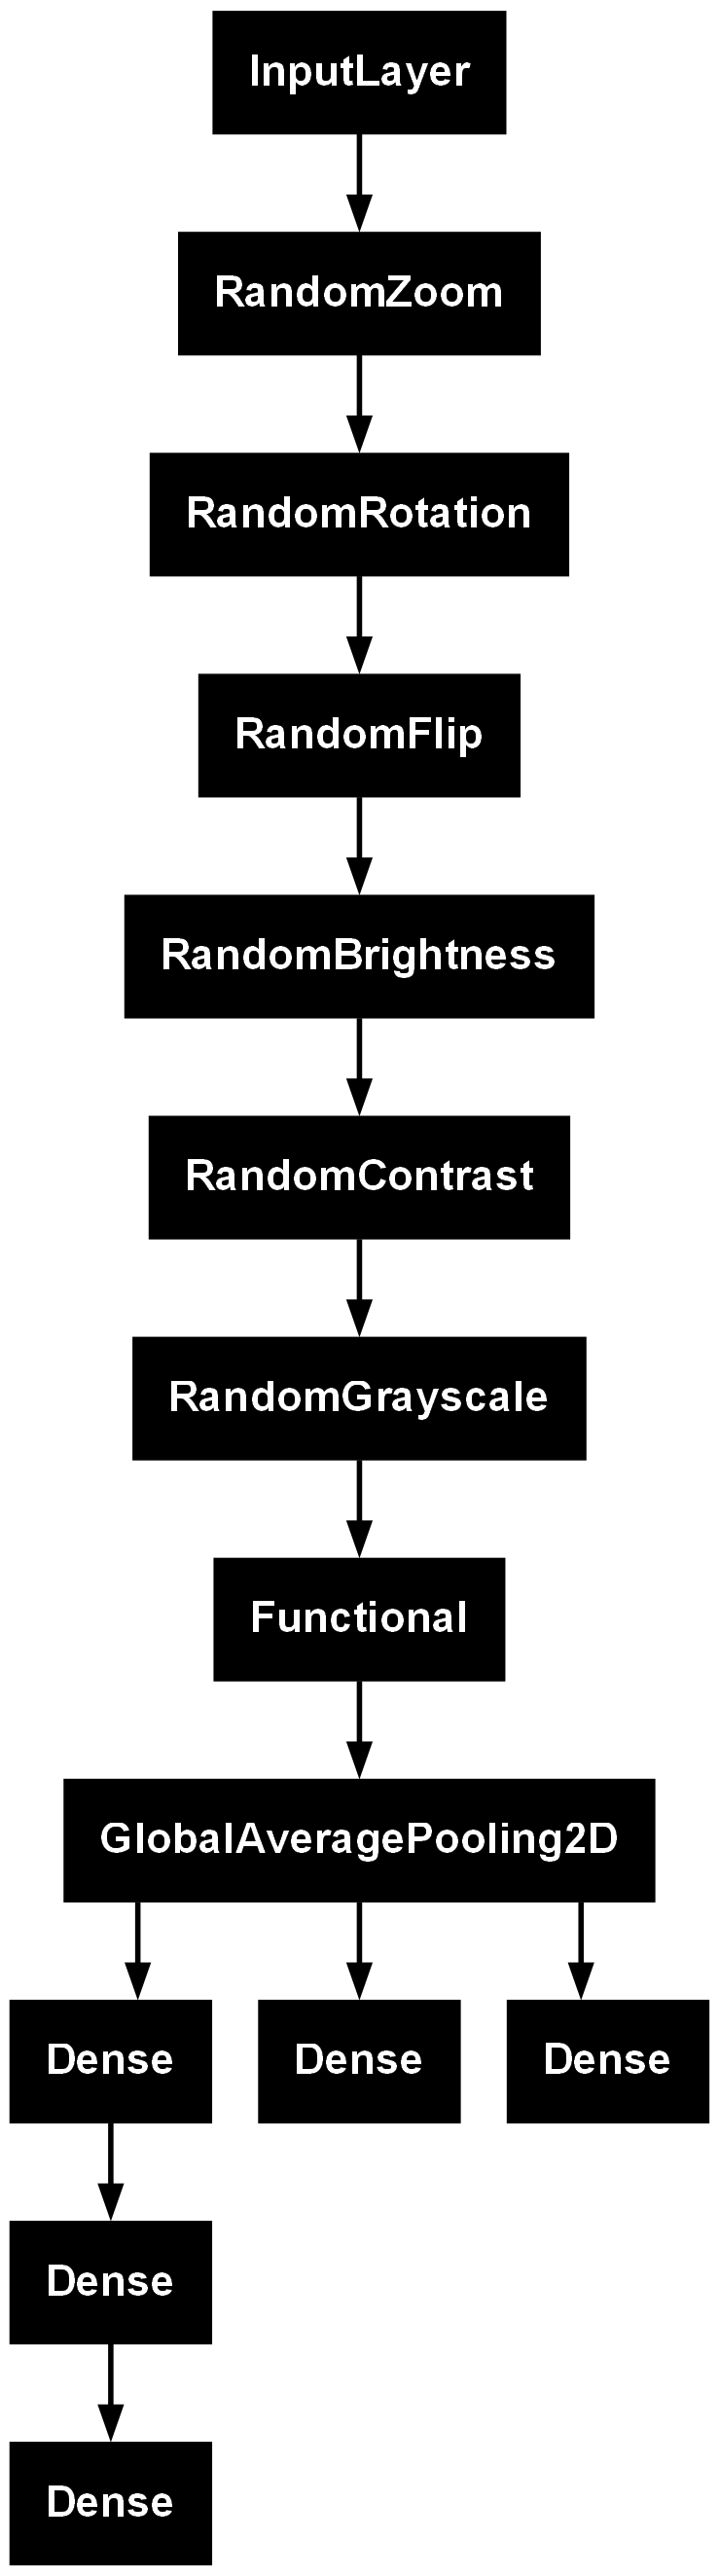 InputLayer
RandomZoom
RandomRotation
RandomFlip
RandomBrightness
RandomContrast
RandomGrayscale
Functional
GlobalAveragePooling2D
Dense Dense Dense
Dense
Dense